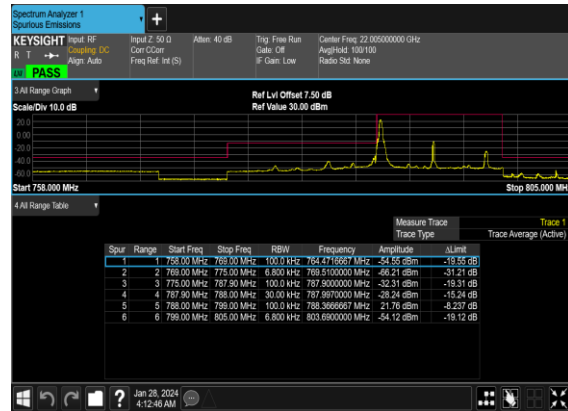 Spectrum Analyzer 1
Spurious Emissions
+
KEYSIGHT Input: RF Input Z: 50 Ω Atten: 40 dB Trig: Free Run Center Freq: 22.005000000 GHz
R T Coupling: DC Corr CCorr Gate: Off Avg|Hold: 100/100
Align: Auto Freq Ref: Int (S) IF Gain: Low Radio Std: None
PASS
3 All Range Graph
Ref Lvl Offset 7.50 dB
Scale/Div 10.0 dB Ref Value 30.00 dBm
20.0
0.00
-20.0
-40.0
-60.0
Start 758.000 MHz Stop 805.000 MHz
4 All Range Table
Measure Trace Trace 1
Trace Type Trace Average (Active)
Spur Range Start Freq Stop Freq RBW Frequency Amplitude ΔLimit
1 1 758.00 MHz 769.00 MHz 100.0 kHz 764.4716667 MHz -54.55 dBm -19.55 dB
2 2 769.00 MHz 775.00 MHz 6.800 kHz 769.5100000 MHz -66.21 dBm -31.21 dB
3 3 775.00 MHz 787.90 MHz 100.0 kHz 787.9000000 MHz -32.31 dBm -19.31 dB
4 4 787.90 MHz 788.00 MHz 30.00 kHz 787.9970000 MHz -28.24 dBm -15.24 dB
5 5 788.00 MHz 799.00 MHz 100.0 kHz 788.3666667 MHz 21.76 dBm -8.237 dB
6 6 799.00 MHz 805.00 MHz 6.800 kHz 803.6900000 MHz -54.12 dBm -19.12 dB
? Jan 28, 2024
4:12:46 AM